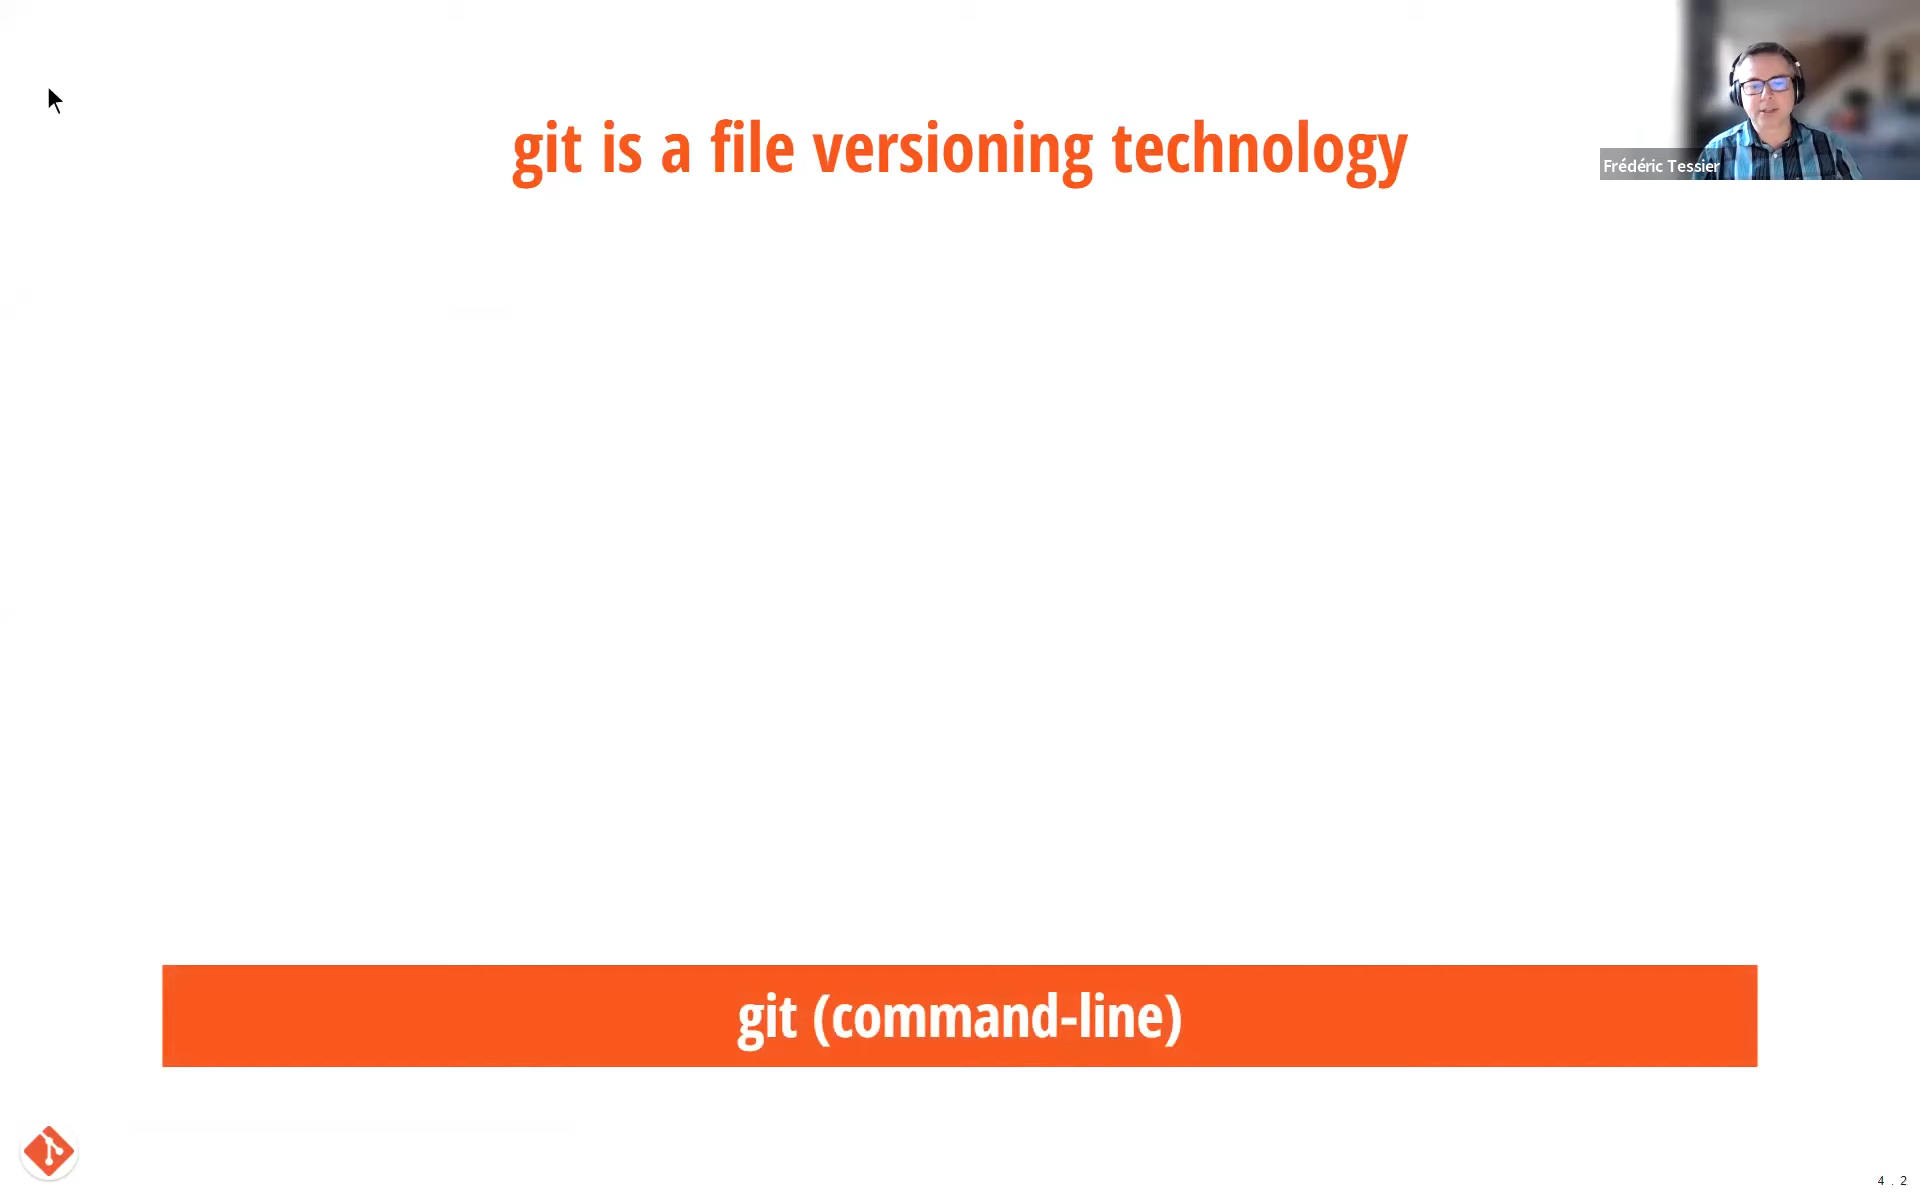 git is a file versioning technology
Frédéric Tessier
git (command-line)
4 . 2